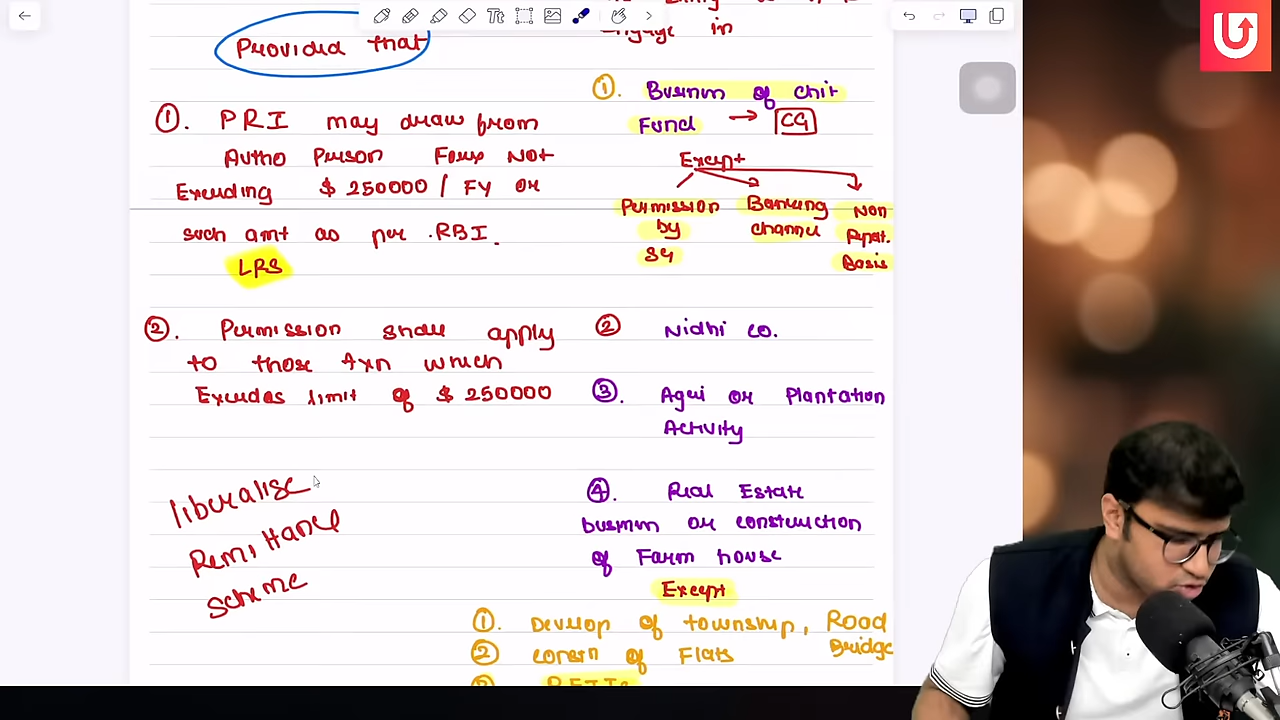 Provided that
①. PRI may draw from
Autho Person Forex Not
Exceeding $ 250000 / FY or
such amt as per RBI.
LRS
②. Permission shall apply
to those txn which
Exceeds limit of $ 250000
liberalise
Remittance
scheme
engage in
①. Business of chit
Fund → CG
Except
Permission by SG
Banking channel
Non Repat. Basis
② Nidhi co.
③. Agri or Plantation
Activity
④. Real Estate
business or construction
of Farm house
Except
①. Develop of township, Road
Bridge
② constn of Flats
REITs
Tt